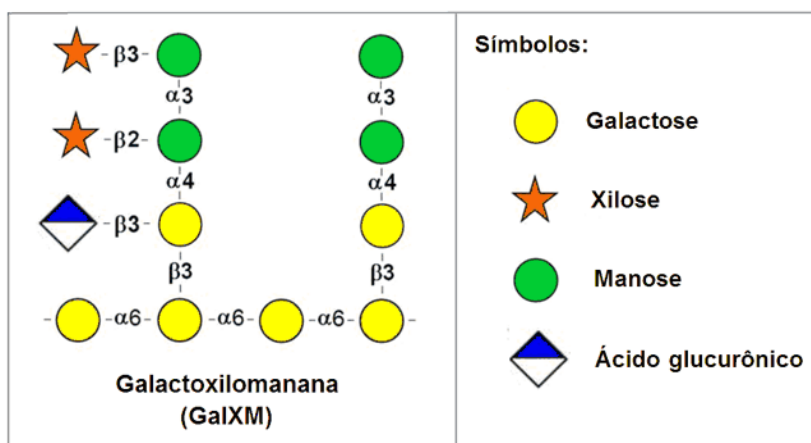 β3
α3
α3
β2
α4
α4
β3
β3
β3
α6
α6
α6
Galactoxilomanana
(GalXM)
Símbolos:
Galactose
Xilose
Manose
Ácido glucurônico